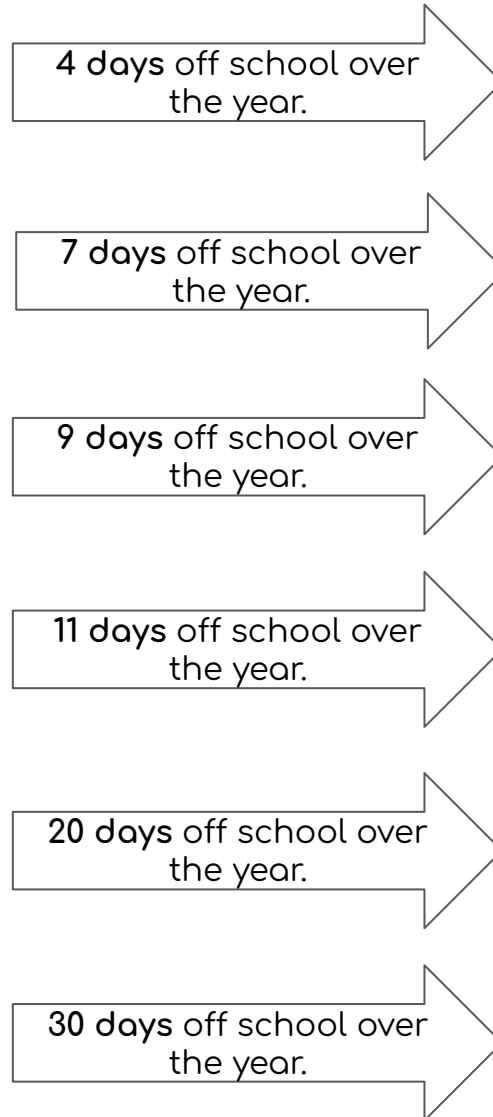 4 days off school over
the year.
7 days off school over
the year.
9 days off school over
the year.
11 days off school over
the year.
20 days off school over
the year.
30 days off school over
the year.